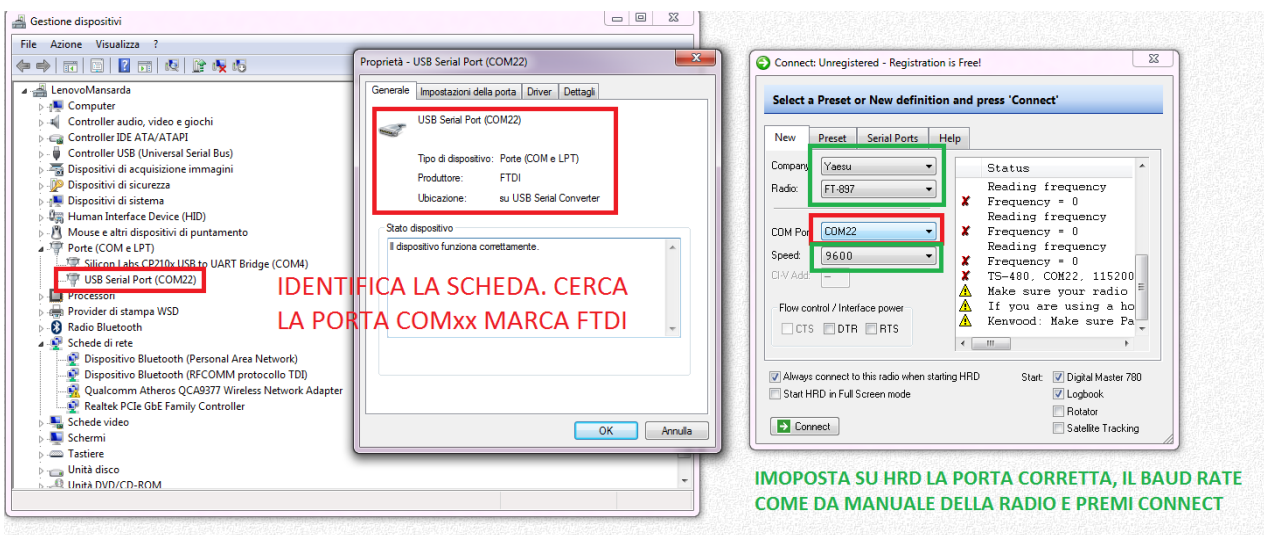 Gestione dispositivi
File Azione Visualizza ?
LenovoMansarda
Computer
Controller audio, video e giochi
Controller IDE ATA/ATAPI
Controller USB (Universal Serial Bus)
Dispositivi di acquisizione immagini
Dispositivi di sicurezza
Dispositivi di sistema
Human Interface Device (HID)
Mouse e altri dispositivi di puntamento
Porte (COM e LPT)
Silicon Labs CP210x USB to UART Bridge (COM4)
USB Serial Port (COM22)
Processori
Provider di stampa WSD
Radio Bluetooth
Schede di rete
Dispositivo Bluetooth (Personal Area Network)
Dispositivo Bluetooth (RFCOMM protocollo TDI)
Qualcomm Atheros QCA9377 Wireless Network Adapter
Realtek PCIe GbE Family Controller
Schede video
Schermi
Tastiere
Unità disco
Unità DVD/CD-ROM
Proprietà - USB Serial Port (COM22)
Generale Impostazioni della porta Driver Dettagli
USB Serial Port (COM22)
Tipo di dispositivo: Porte (COM e LPT)
Produttore: FTDI
Ubicazione: su USB Serial Converter
Stato dispositivo
Il dispositivo funziona correttamente.
IDENTIFICA LA SCHEDA. CERCA
LA PORTA COMxx MARCA FTDI
OK Annulla
Connect: Unregistered - Registration is Free!
Select a Preset or New definition and press 'Connect'
New Preset Serial Ports Help
Company: Yaesu
Radio: FT-897
COM Por COM22
Speed: 9600
CI-V Add: –
Flow control / Interface power
CTS DTR RTS
Status
Reading frequency
Frequency = 0
Reading frequency
Frequency = 0
Reading frequency
Frequency = 0
TS-480, COM22, 115200
Make sure your radio
If you are using a ho
Kenwood: Make sure Pa
Always connect to this radio when starting HRD
Start HRD in Full Screen mode
Start: Digital Master 780
Logbook
Rotator
Satellite Tracking
Connect
IMOPOSTA SU HRD LA PORTA CORRETTA, IL BAUD RATE
COME DA MANUALE DELLA RADIO E PREMI CONNECT